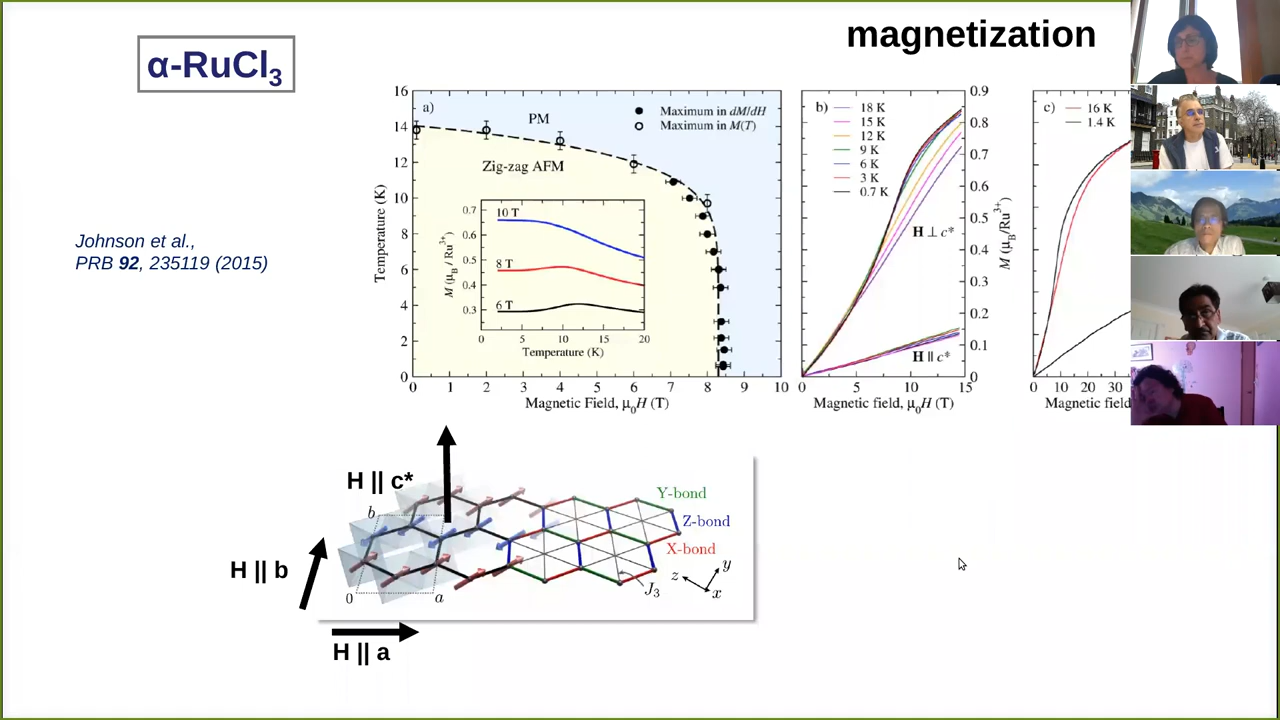 magnetization
α-RuCl₃
Johnson et al.,
PRB 92, 235119 (2015)
a)
PM
Maximum in dM/dH
Maximum in M(T)
Zig-zag AFM
Temperature (K)
16
14
12
10
8
6
4
2
0
0 1 2 3 4 5 6 7 8 9 10
Magnetic Field, μ₀H (T)
10 T
8 T
6 T
0.7
0.6
0.5
0.4
0.3
M (μB / Ru³⁺)
0 5 10 15 20
Temperature (K)
b)
18 K
15 K
12 K
9 K
6 K
3 K
0.7 K
H ⊥ c*
H ∥ c*
0.9
0.8
0.7
0.6
0.5
0.4
0.3
0.2
0.1
0
M (μB/Ru³⁺)
0 5 10 15
Magnetic field, μ₀H (T)
c)
16 K
1.4 K
0 10 20 30
Magnetic f
H || c*
H || b
H || a
b
0
a
Y-bond
Z-bond
X-bond
J₃
z
y
x